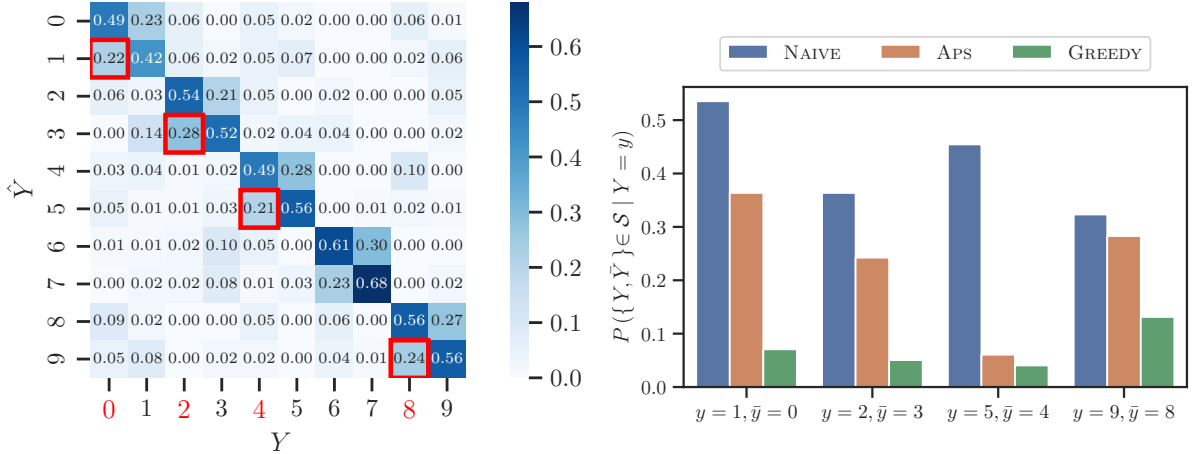 0 0.49 0.23 0.06 0.00 0.05 0.02 0.00 0.00 0.06 0.01
1 0.22 0.42 0.06 0.02 0.05 0.07 0.00 0.00 0.02 0.06
2 0.06 0.03 0.54 0.21 0.05 0.00 0.02 0.00 0.00 0.05
3 0.00 0.14 0.28 0.52 0.02 0.04 0.04 0.00 0.00 0.02
4 0.03 0.04 0.01 0.02 0.49 0.28 0.00 0.00 0.10 0.00
5 0.05 0.01 0.01 0.03 0.21 0.56 0.00 0.01 0.02 0.01
6 0.01 0.01 0.02 0.10 0.05 0.00 0.61 0.30 0.00 0.00
7 0.00 0.02 0.02 0.08 0.01 0.03 0.23 0.68 0.00 0.02
8 0.09 0.02 0.00 0.00 0.05 0.00 0.06 0.00 0.56 0.27
9 0.05 0.08 0.00 0.02 0.02 0.00 0.04 0.01 0.24 0.56
0 1 2 3 4 5 6 7 8 9
Ŷ
Y
0.6
0.5
0.4
0.3
0.2
0.1
0.0
NAIVE APS GREEDY
P({Y, Ȳ} ∈ 𝒮 | Y = y)
0.5
0.4
0.3
0.2
0.1
0.0
y = 1, ȳ = 0 y = 2, ȳ = 3 y = 5, ȳ = 4 y = 9, ȳ = 8